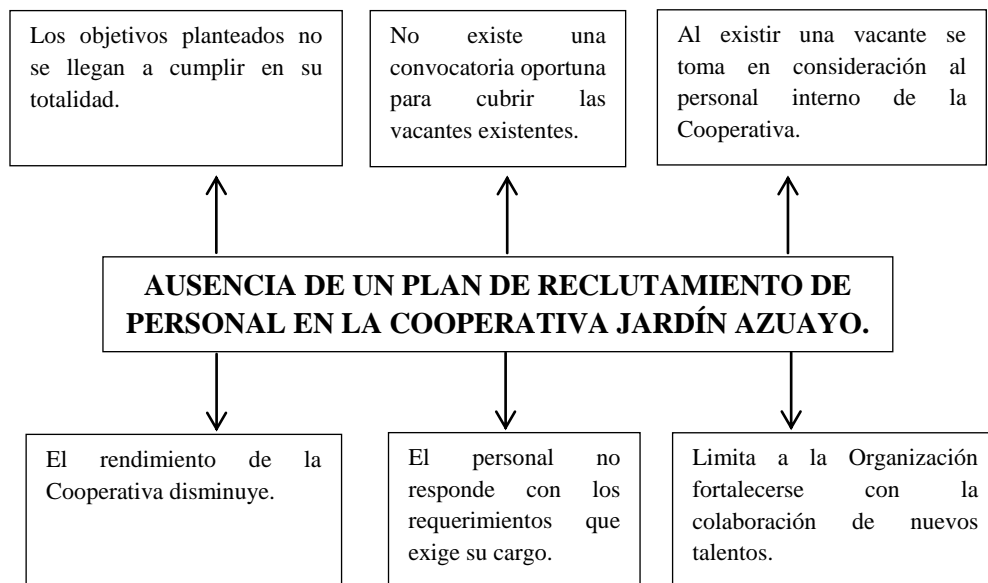 Los objetivos planteados no
se llegan a cumplir en su
totalidad.
No existe una
convocatoria oportuna
para cubrir las
vacantes existentes.
Al existir una vacante se
toma en consideración al
personal interno de la
Cooperativa.
AUSENCIA DE UN PLAN DE RECLUTAMIENTO DE
PERSONAL EN LA COOPERATIVA JARDÍN AZUAYO.
El rendimiento de la
Cooperativa disminuye.
El personal no
responde con los
requerimientos que
exige su cargo.
Limita a la Organización
fortalecerse con la
colaboración de nuevos
talentos.